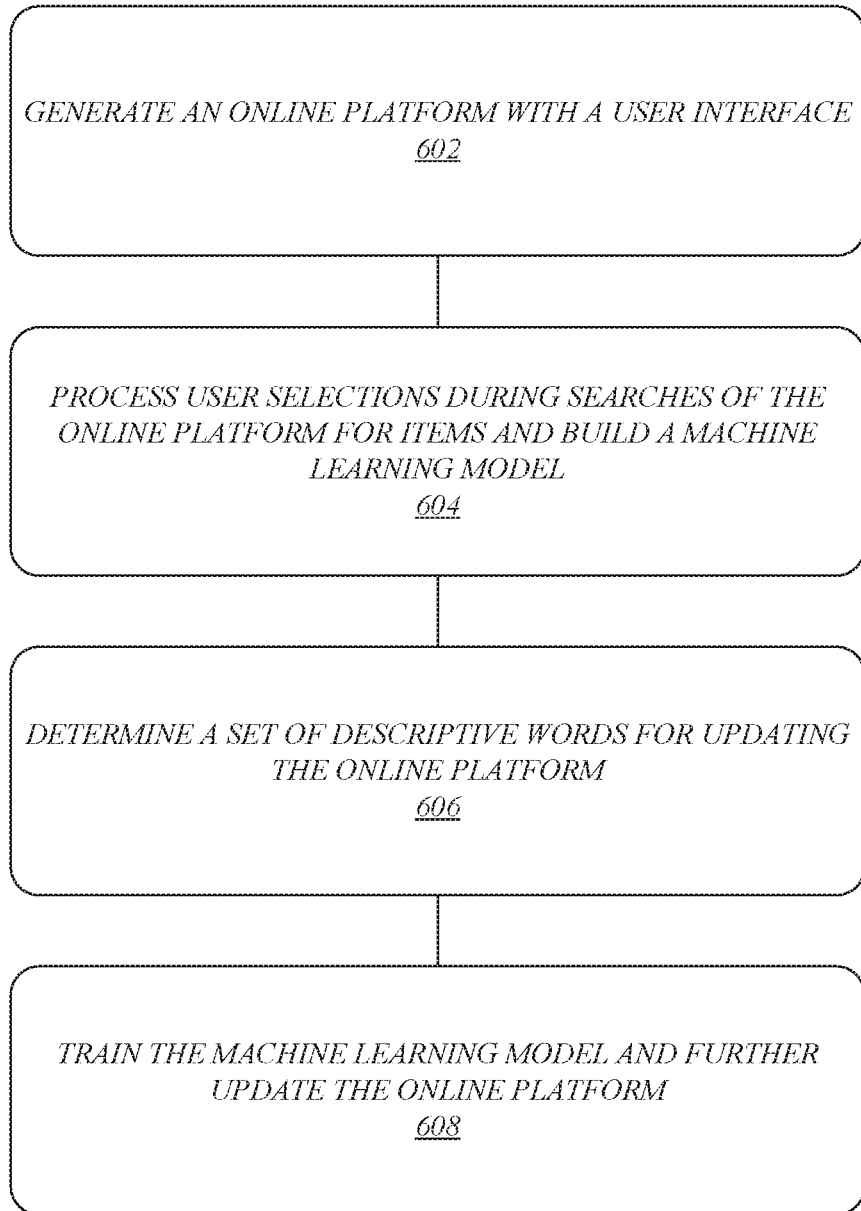 GENERATE AN ONLINE PLATFORM WITH A USER INTERFACE
602
PROCESS USER SELECTIONS DURING SEARCHES OF THE
ONLINE PLATFORM FOR ITEMS AND BUILD A MACHINE
LEARNING MODEL
604
DETERMINE A SET OF DESCRIPTIVE WORDS FOR UPDATING
THE ONLINE PLATFORM
606
TRAIN THE MACHINE LEARNING MODEL AND FURTHER
UPDATE THE ONLINE PLATFORM
608